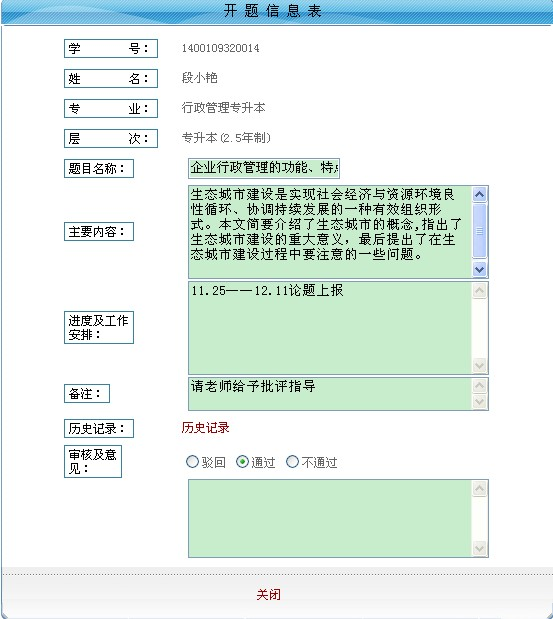 开题信息表
学 号： 1400109320014
姓 名： 段小艳
专 业： 行政管理专升本
层 次： 专升本(2.5年制)
题目名称： 企业行政管理的功能、特
主要内容：
生态城市建设是实现社会经济与资源环境良
性循环、协调持续发展的一种有效组织形
式。本文简要介绍了生态城市的概念,指出了
生态城市建设的重大意义，最后提出了在生
态城市建设过程中要注意的一些问题。
进度及工作
安排：
11.25——12.11论题上报
备注： 请老师给予批评指导
历史记录： 历史记录
审核及意
见：
驳回 通过 不通过
关闭